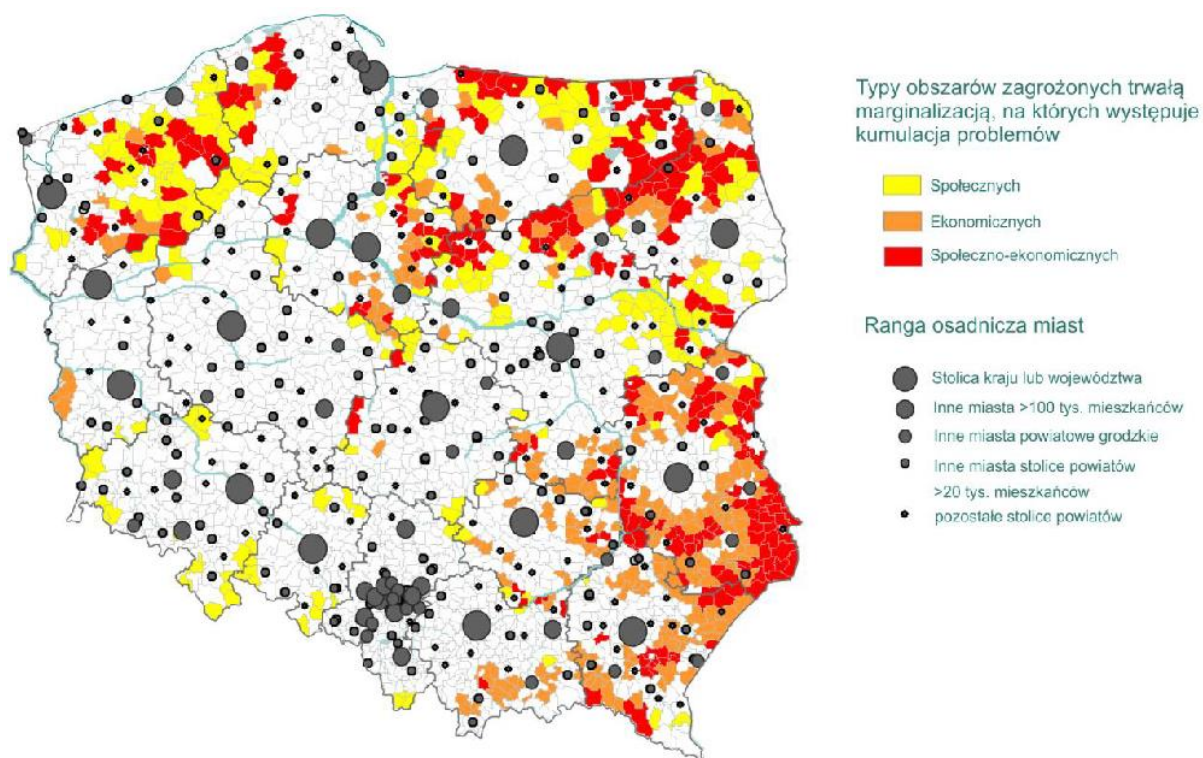 Typy obszarów zagrożonych trwałą
marginalizacją, na których występuje
kumulacja problemów
Społecznych
Ekonomicznych
Społeczno-ekonomicznych
Ranga osadnicza miast
Stolica kraju lub województwa
Inne miasta >100 tys. mieszkańców
Inne miasta powiatowe grodzkie
Inne miasta stolice powiatów
>20 tys. mieszkańców
pozostałe stolice powiatów